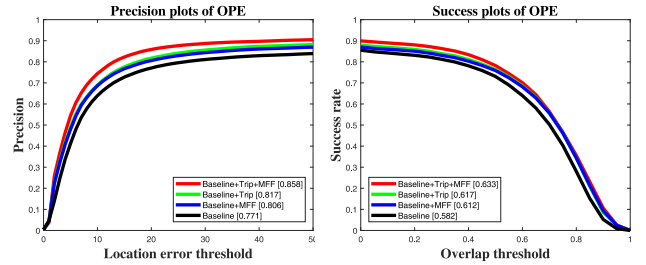 Precision plots of OPE
Precision
0.9
0.8
0.7
0.6
0.5
0.4
0.3
0.2
0.1
0
0 10 20 30 40 50
Location error threshold
Baseline+Trip+MFF [0.858]
Baseline+Trip [0.817]
Baseline+MFF [0.806]
Baseline [0.771]
Success plots of OPE
Success rate
0.9
0.8
0.7
0.6
0.5
0.4
0.3
0.2
0.1
0
0 0.2 0.4 0.6 0.8 1
Overlap threshold
Baseline+Trip+MFF [0.633]
Baseline+Trip [0.617]
Baseline+MFF [0.612]
Baseline [0.582]